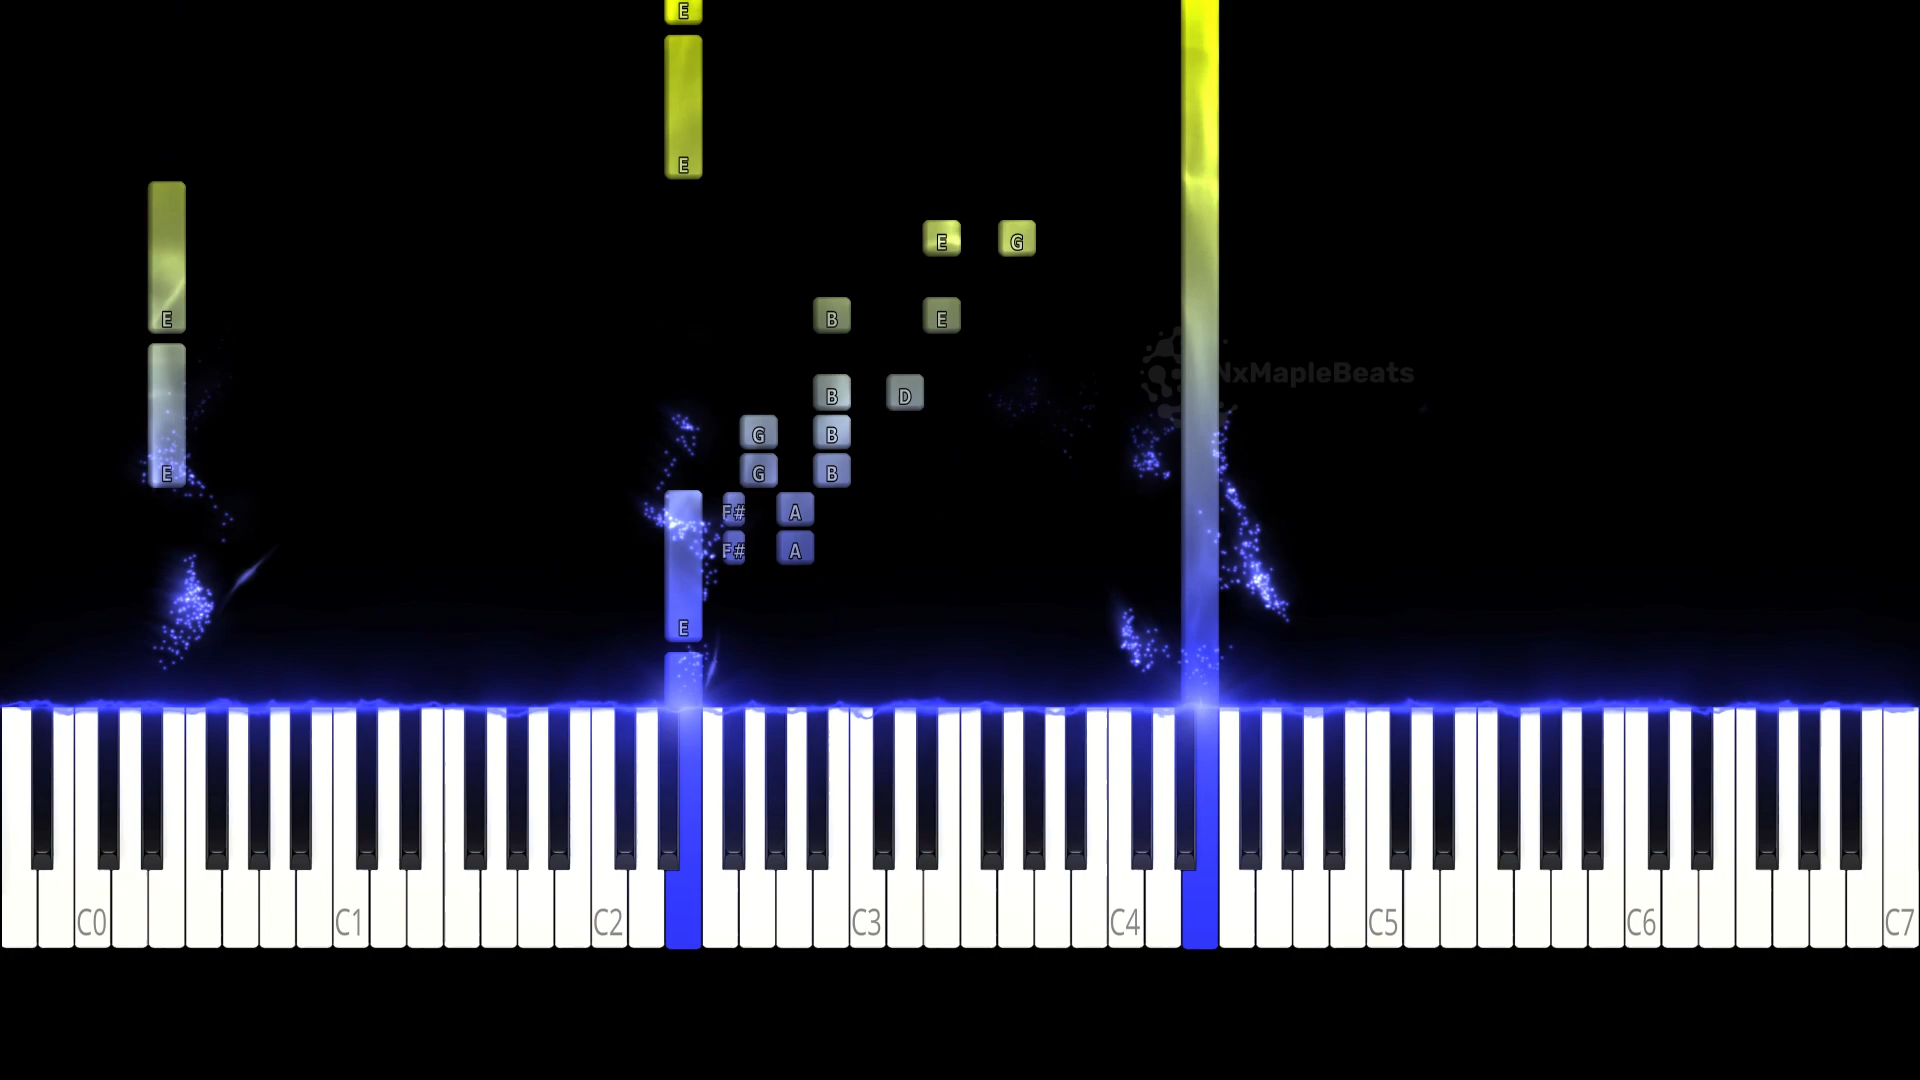 E
E
E G
E B E
B D
G B
E G B
F# A
F# A
E
NxMapleBeats
C0 C1 C2 C3 C4 C5 C6 C7